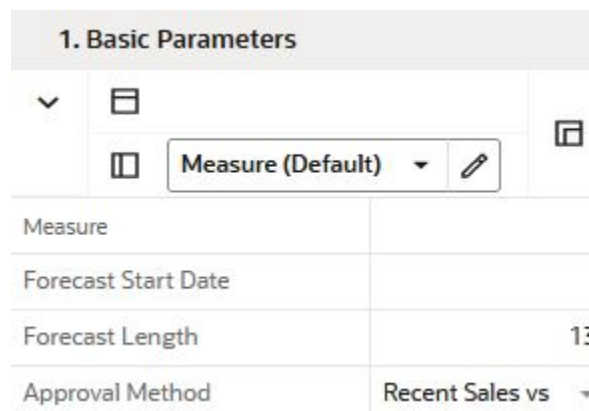 1. Basic Parameters
Measure (Default)
Measure
Forecast Start Date
Forecast Length
Approval Method Recent Sales vs